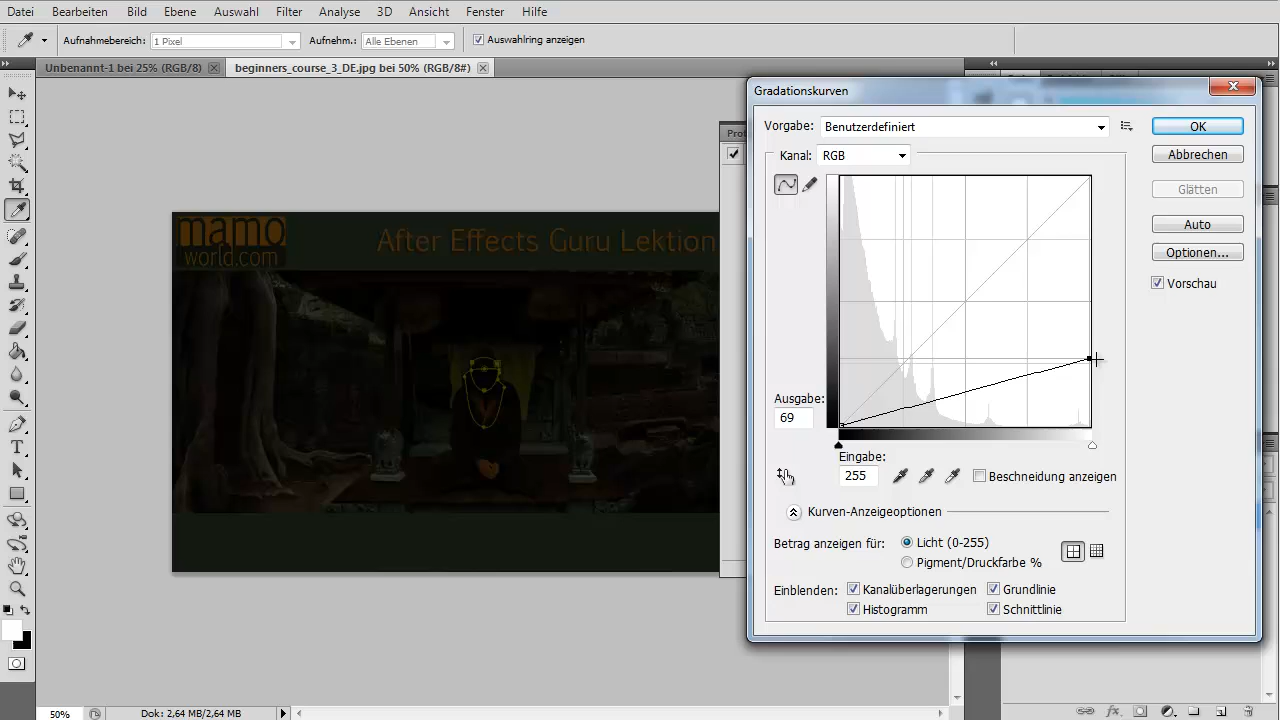 Datei Bearbeiten Bild Ebene Auswahl Filter Analyse 3D Ansicht Fenster Hilfe
Aufnahmebereich: 1 Pixel Aufnehm.: Alle Ebenen Auswahlring anzeigen
Unbenannt-1 bei 25% (RGB/8) beginners_course_3_DE.jpg bei 50% (RGB/8#)
mamo
world.com
After Effects Guru Lektion
Gradationskurven
Vorgabe: Benutzerdefiniert
OK
Kanal: RGB
Abbrechen
Glätten
Auto
Optionen...
Vorschau
Ausgabe:
69
Eingabe:
255
Beschneidung anzeigen
Kurven-Anzeigeoptionen
Betrag anzeigen für: Licht (0-255)
Pigment/Druckfarbe %
Einblenden: Kanalüberlagerungen Grundlinie
Histogramm Schnittlinie
50% Dok: 2,64 MB/2,64 MB